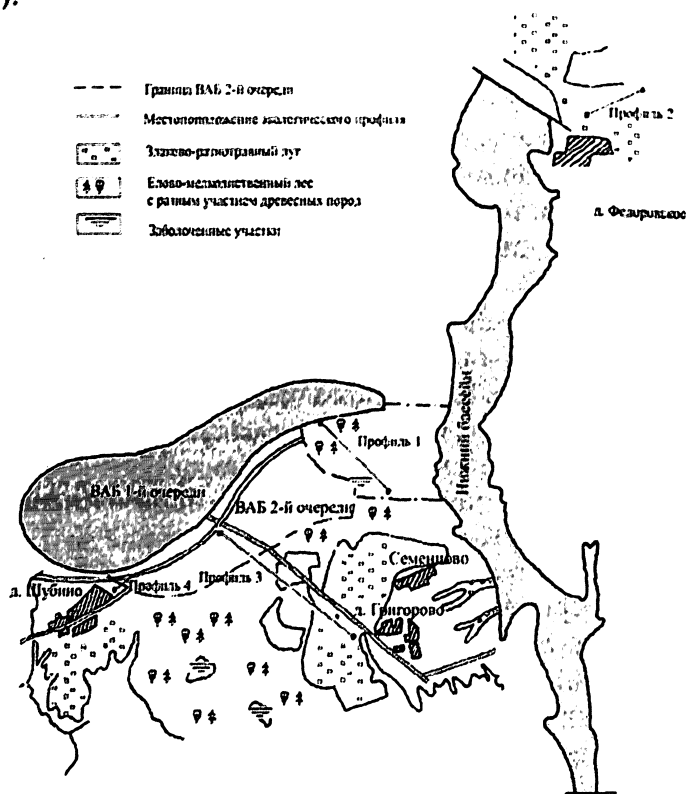 ).
Граница ВАБ 2-й очереди
Местоположение экологического профиля
Злаково-разнотравный луг
Елово-мелколиственный лес
с разным участием древесных пород
Заболоченные участки
Профиль 2
д. Федоровское
Нижний бассейн
Профиль 1
ВАБ 1-й очереди
ВАБ 2-й очереди
Семенцово
Профиль 3
Профиль 4
д. Шубино
д. Григорово